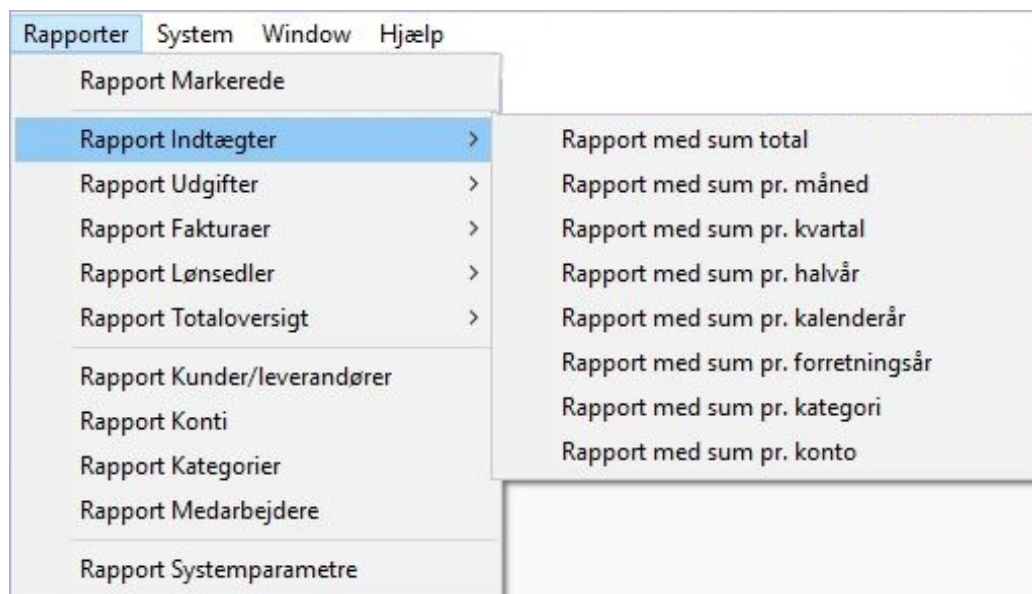 Rapporter System Window Hjælp
Rapport Markerede
Rapport Indtægter
Rapport Udgifter
Rapport Fakturaer
Rapport Lønsedler
Rapport Totaloversigt
Rapport Kunder/leverandører
Rapport Konti
Rapport Kategorier
Rapport Medarbejdere
Rapport Systemparametre
Rapport med sum total
Rapport med sum pr. måned
Rapport med sum pr. kvartal
Rapport med sum pr. halvår
Rapport med sum pr. kalenderår
Rapport med sum pr. forretningsår
Rapport med sum pr. kategori
Rapport med sum pr. konto